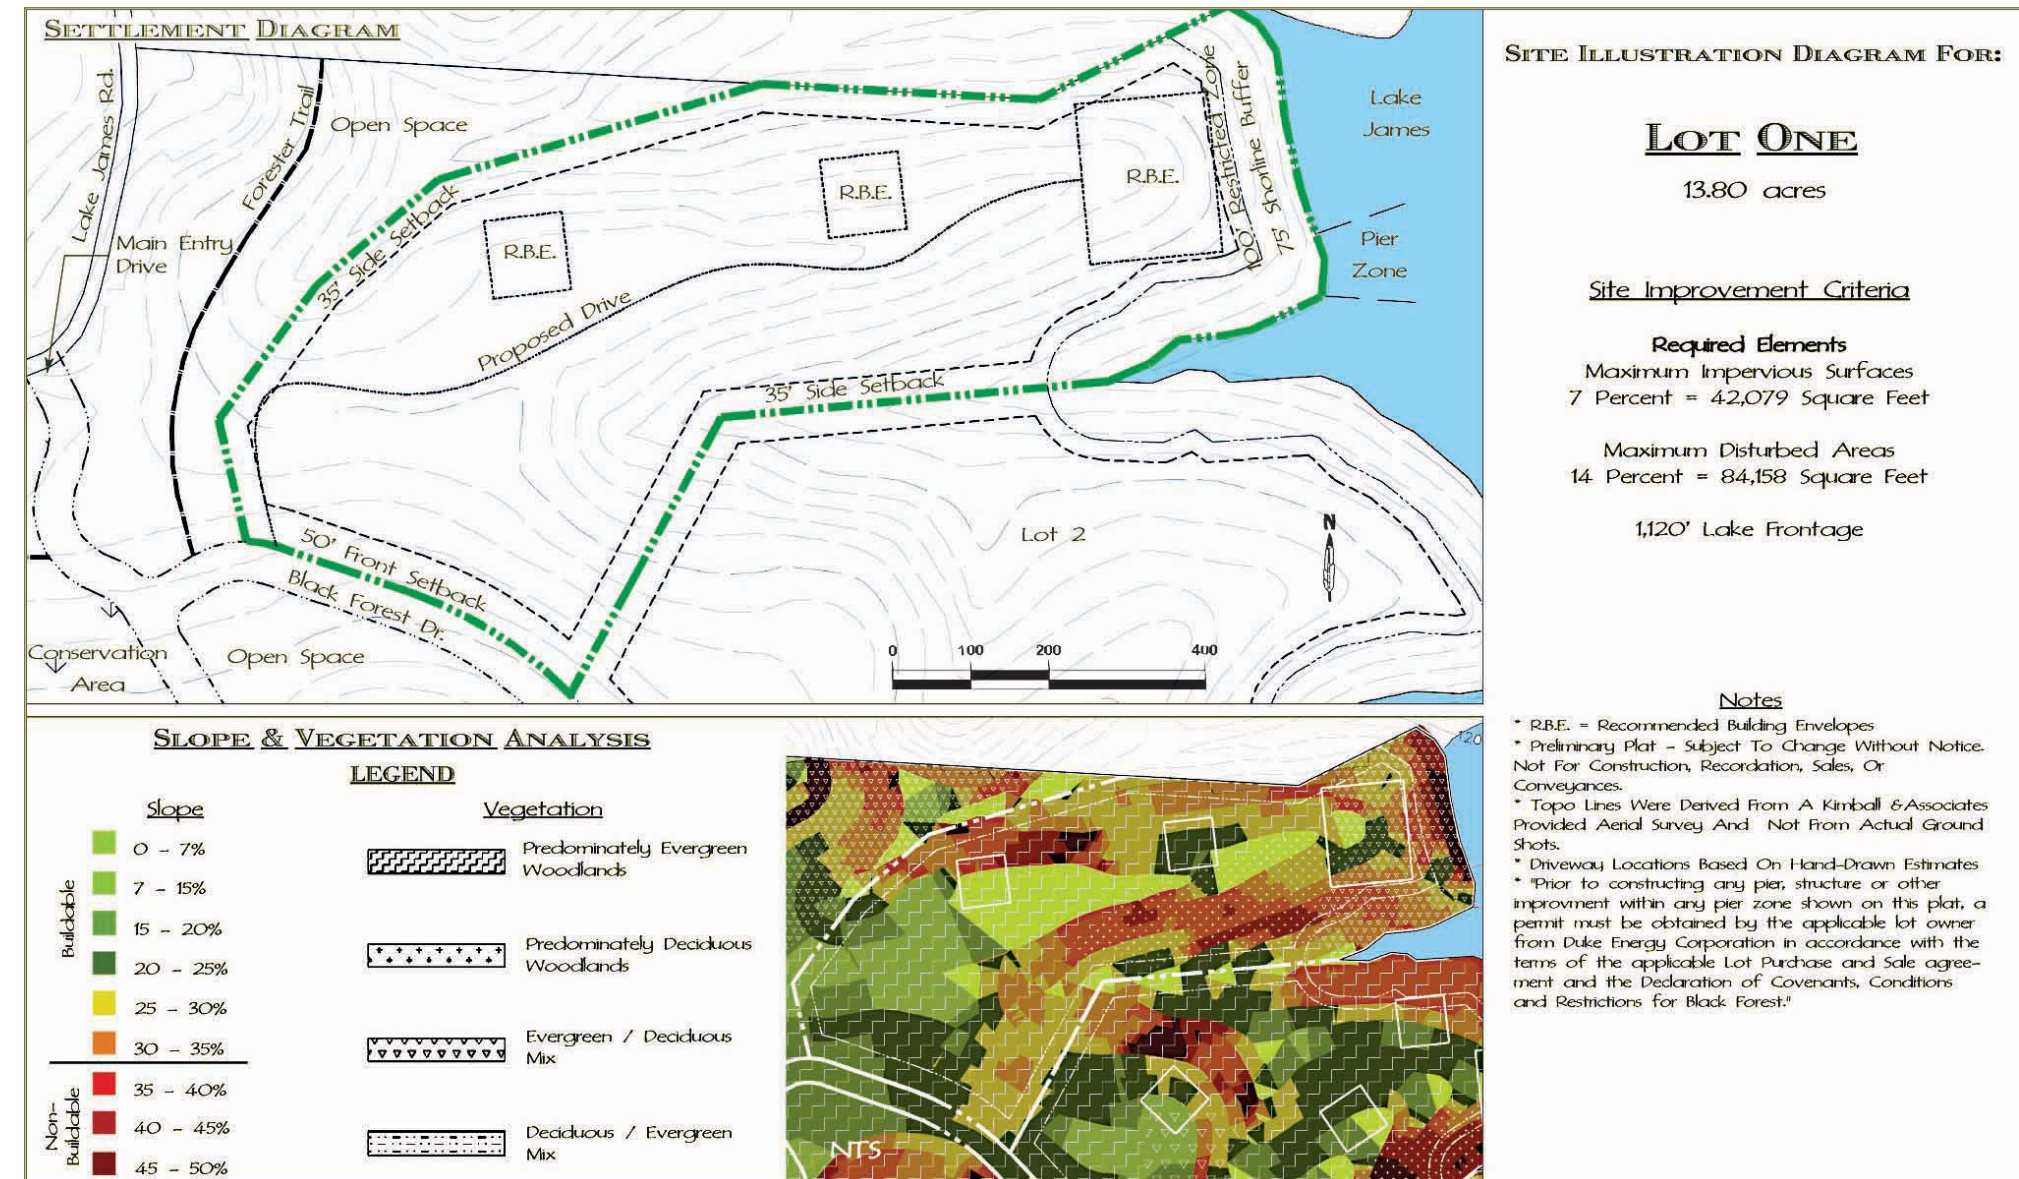 SETTLEMENT DIAGRAM
Lake James Rd.
Forester Trail
Open Space
Main Entry
Drive
35' Side Setback
R.B.E.
R.B.E.
R.B.E.
Proposed Drive
100' Restricted Zone
75' Shorline Buffer
Lake
James
Pier
Zone
35' Side Setback
50' Front Setback
Black Forest Dr.
Lot 2
N
Conservation
Area
Open Space
0 100 200 400
SITE ILLUSTRATION DIAGRAM FOR:
LOT ONE
13.80 acres
Site Improvement Criteria
Required Elements
Maximum Impervious Surfaces
7 Percent = 42,079 Square Feet
Maximum Disturbed Areas
14 Percent = 84,158 Square Feet
1,120' Lake Frontage
Notes
* R.B.E. = Recommended Building Envelopes
* Preliminary Plat - Subject To Change Without Notice.
Not For Construction, Recordation, Sales, Or
Conveyances.
* Topo Lines Were Derived From A Kimball & Associates
Provided Aerial Survey And Not From Actual Ground
Shots.
* Driveway Locations Based On Hand-Drawn Estimates
* "Prior to constructing any pier, structure or other
improvment within any pier zone shown on this plat, a
permit must be obtained by the applicable lot owner
from Duke Energy Corporation in accordance with the
terms of the applicable Lot Purchase and Sale agree-
ment and the Declaration of Covenants, Conditions
and Restrictions for Black Forest."
SLOPE & VEGETATION ANALYSIS
LEGEND
Slope
Buildable
0 - 7%
7 - 15%
15 - 20%
20 - 25%
25 - 30%
30 - 35%
Non-
Buildable
35 - 40%
40 - 45%
45 - 50%
Vegetation
Predominately Evergreen
Woodlands
Predominately Deciduous
Woodlands
Evergreen / Deciduous
Mix
Deciduous / Evergreen
Mix
120
NTS